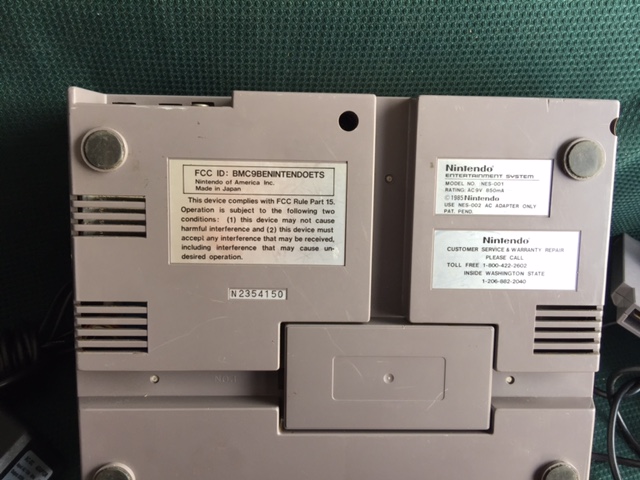 FCC ID: BMC9BENINTENDOETS
Nintendo of America Inc.
Made in Japan
This device complies with FCC Rule Part 15.
Operation is subject to the following two
conditions: (1) this device may not cause
harmful interference and (2) this device must
accept any interference that may be received,
including interference that may cause un-
desired operation.
N2354150
Nintendo
ENTERTAINMENT SYSTEM
MODEL NO. NES-001
RATING: AC 9V 850mA
©1985 Nintendo
USE NES-002 AC ADAPTER ONLY
PAT. PEND.
Nintendo
CUSTOMER SERVICE & WARRANTY REPAIR
PLEASE CALL
TOLL FREE 1-800-422-2602
INSIDE WASHINGTON STATE
1-206-882-2040